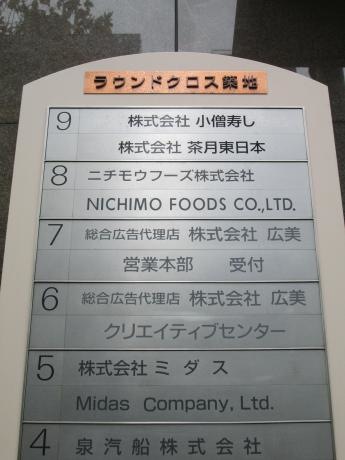 ラウンドクロス築地
9 株式会社 小僧寿し
株式会社 茶月東日本
8 ニチモウフーズ株式会社
NICHIMO FOODS CO.,LTD.
7 総合広告代理店 株式会社 広美
営業本部 受付
6 総合広告代理店 株式会社 広美
クリエイティブセンター
5 株式会社 ミダス
Midas Company, Ltd.
4 泉汽船株式会社